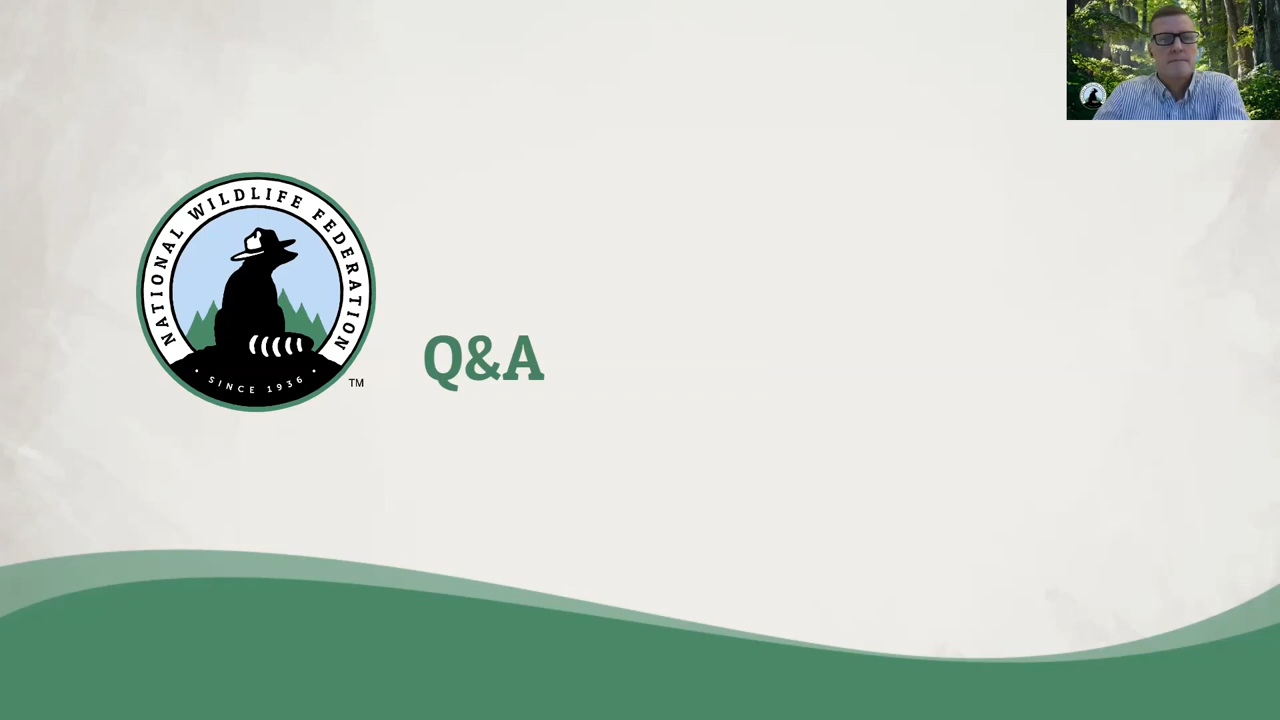 NATIONAL WILDLIFE FEDERATION
• SINCE 1936 •
TM
Q&A